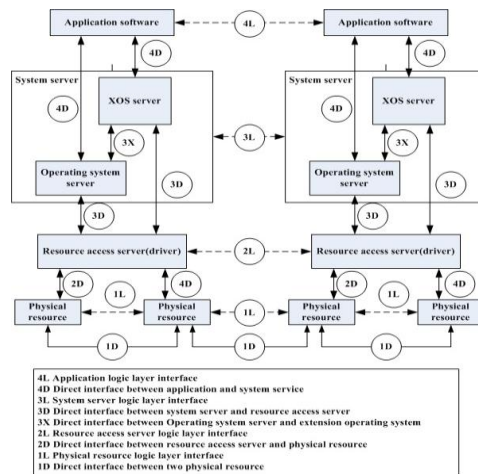 Application software
4L
Application software
4D
4D
System server
System server
XOS server
XOS server
4D
4D
3X
3L
3X
Operating system
server
Operating system
server
3D
3D
3D
3D
Resource access server(driver)
2L
Resource access server(driver)
2D
4D
2D
4D
1L
1L
1L
Physical
resource
Physical
resource
Physical
resource
Physical
resource
1D
1D
1D
4L Application logic layer interface
4D Direct interface between application and system service
3L System server logic layer interface
3D Direct interface between system server and resource access server
3X Direct interface between Operating system server and extension operating system
2L Resource access server logic layer interface
2D Direct interface between resource access server and physical resource
1L Physical resource logic layer interface
1D Direct interface between two physical resource